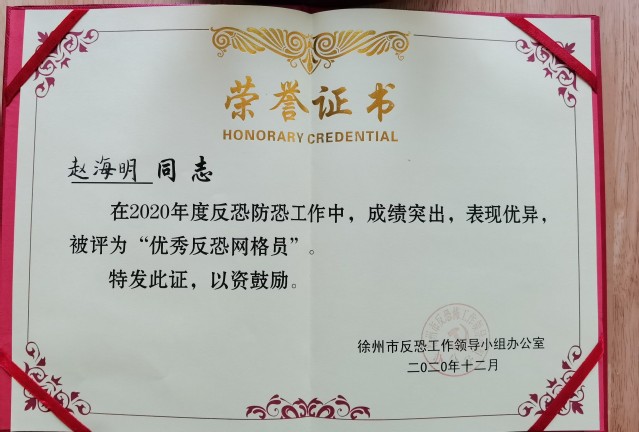 荣誉证书
HONORARY CREDENTIAL
赵海明 同志
在2020年度反恐防恐工作中，成绩突出，表现优异，
被评为“优秀反恐网格员”。
特发此证，以资鼓励。
徐州市反恐工作领导小组办公室
二〇二〇年十二月